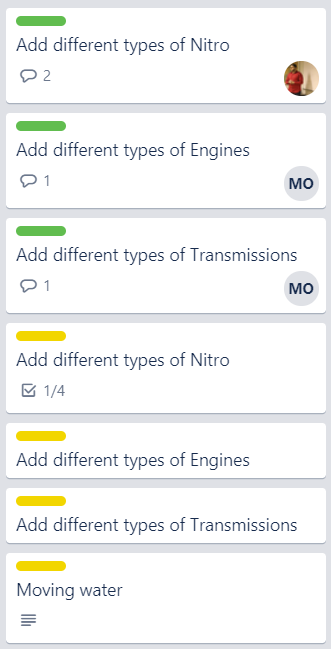 Add different types of Nitro
2
Add different types of Engines
1
MO
Add different types of Transmissions
1
MO
Add different types of Nitro
1/4
Add different types of Engines
Add different types of Transmissions
Moving water